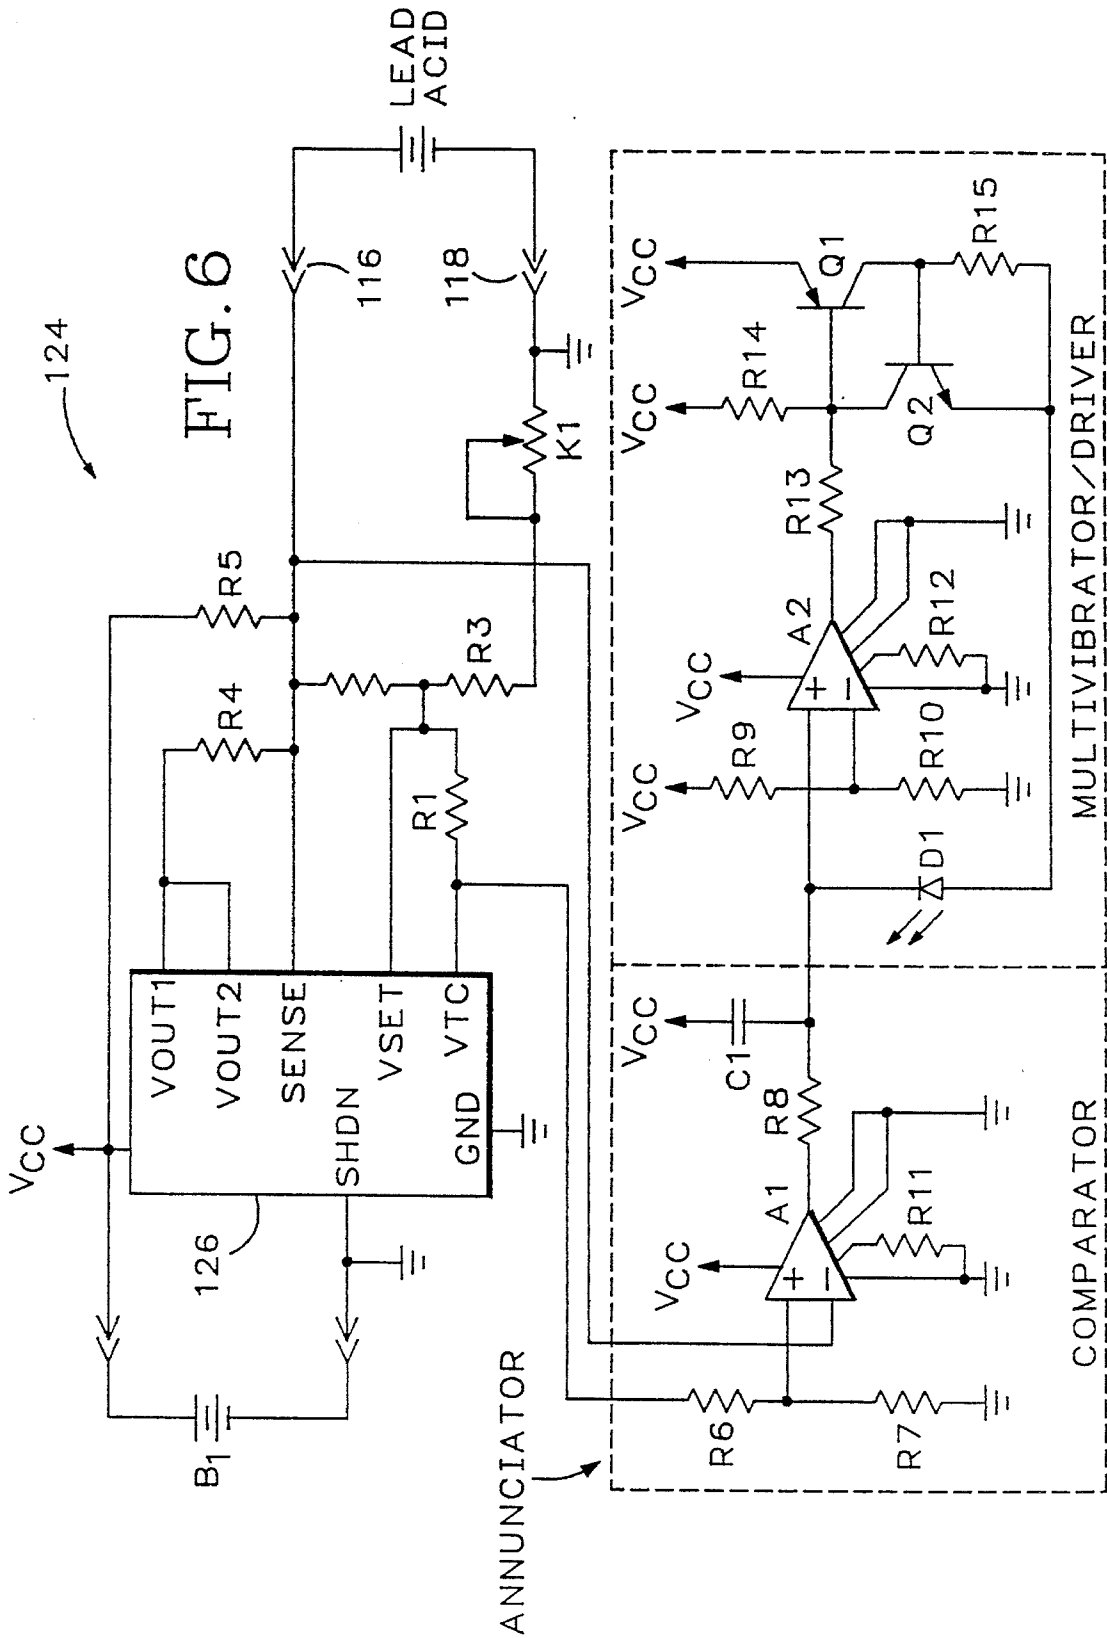 124
FIG. 6
VCC
R4
R5
B1
126
VOUT1
VOUT2
SENSE
SHDN
VSET
VTC
GND
R1
R3
K1
116
118
LEAD
ACID
ANNUNCIATOR
R6
R7
VCC
A1
+
−
R11
R8
VCC
C1
COMPARATOR
D1
VCC
R9
R10
VCC
A2
+
−
R12
R13
VCC
R14
VCC
Q1
Q2
R15
MULTIVIBRATOR/DRIVER